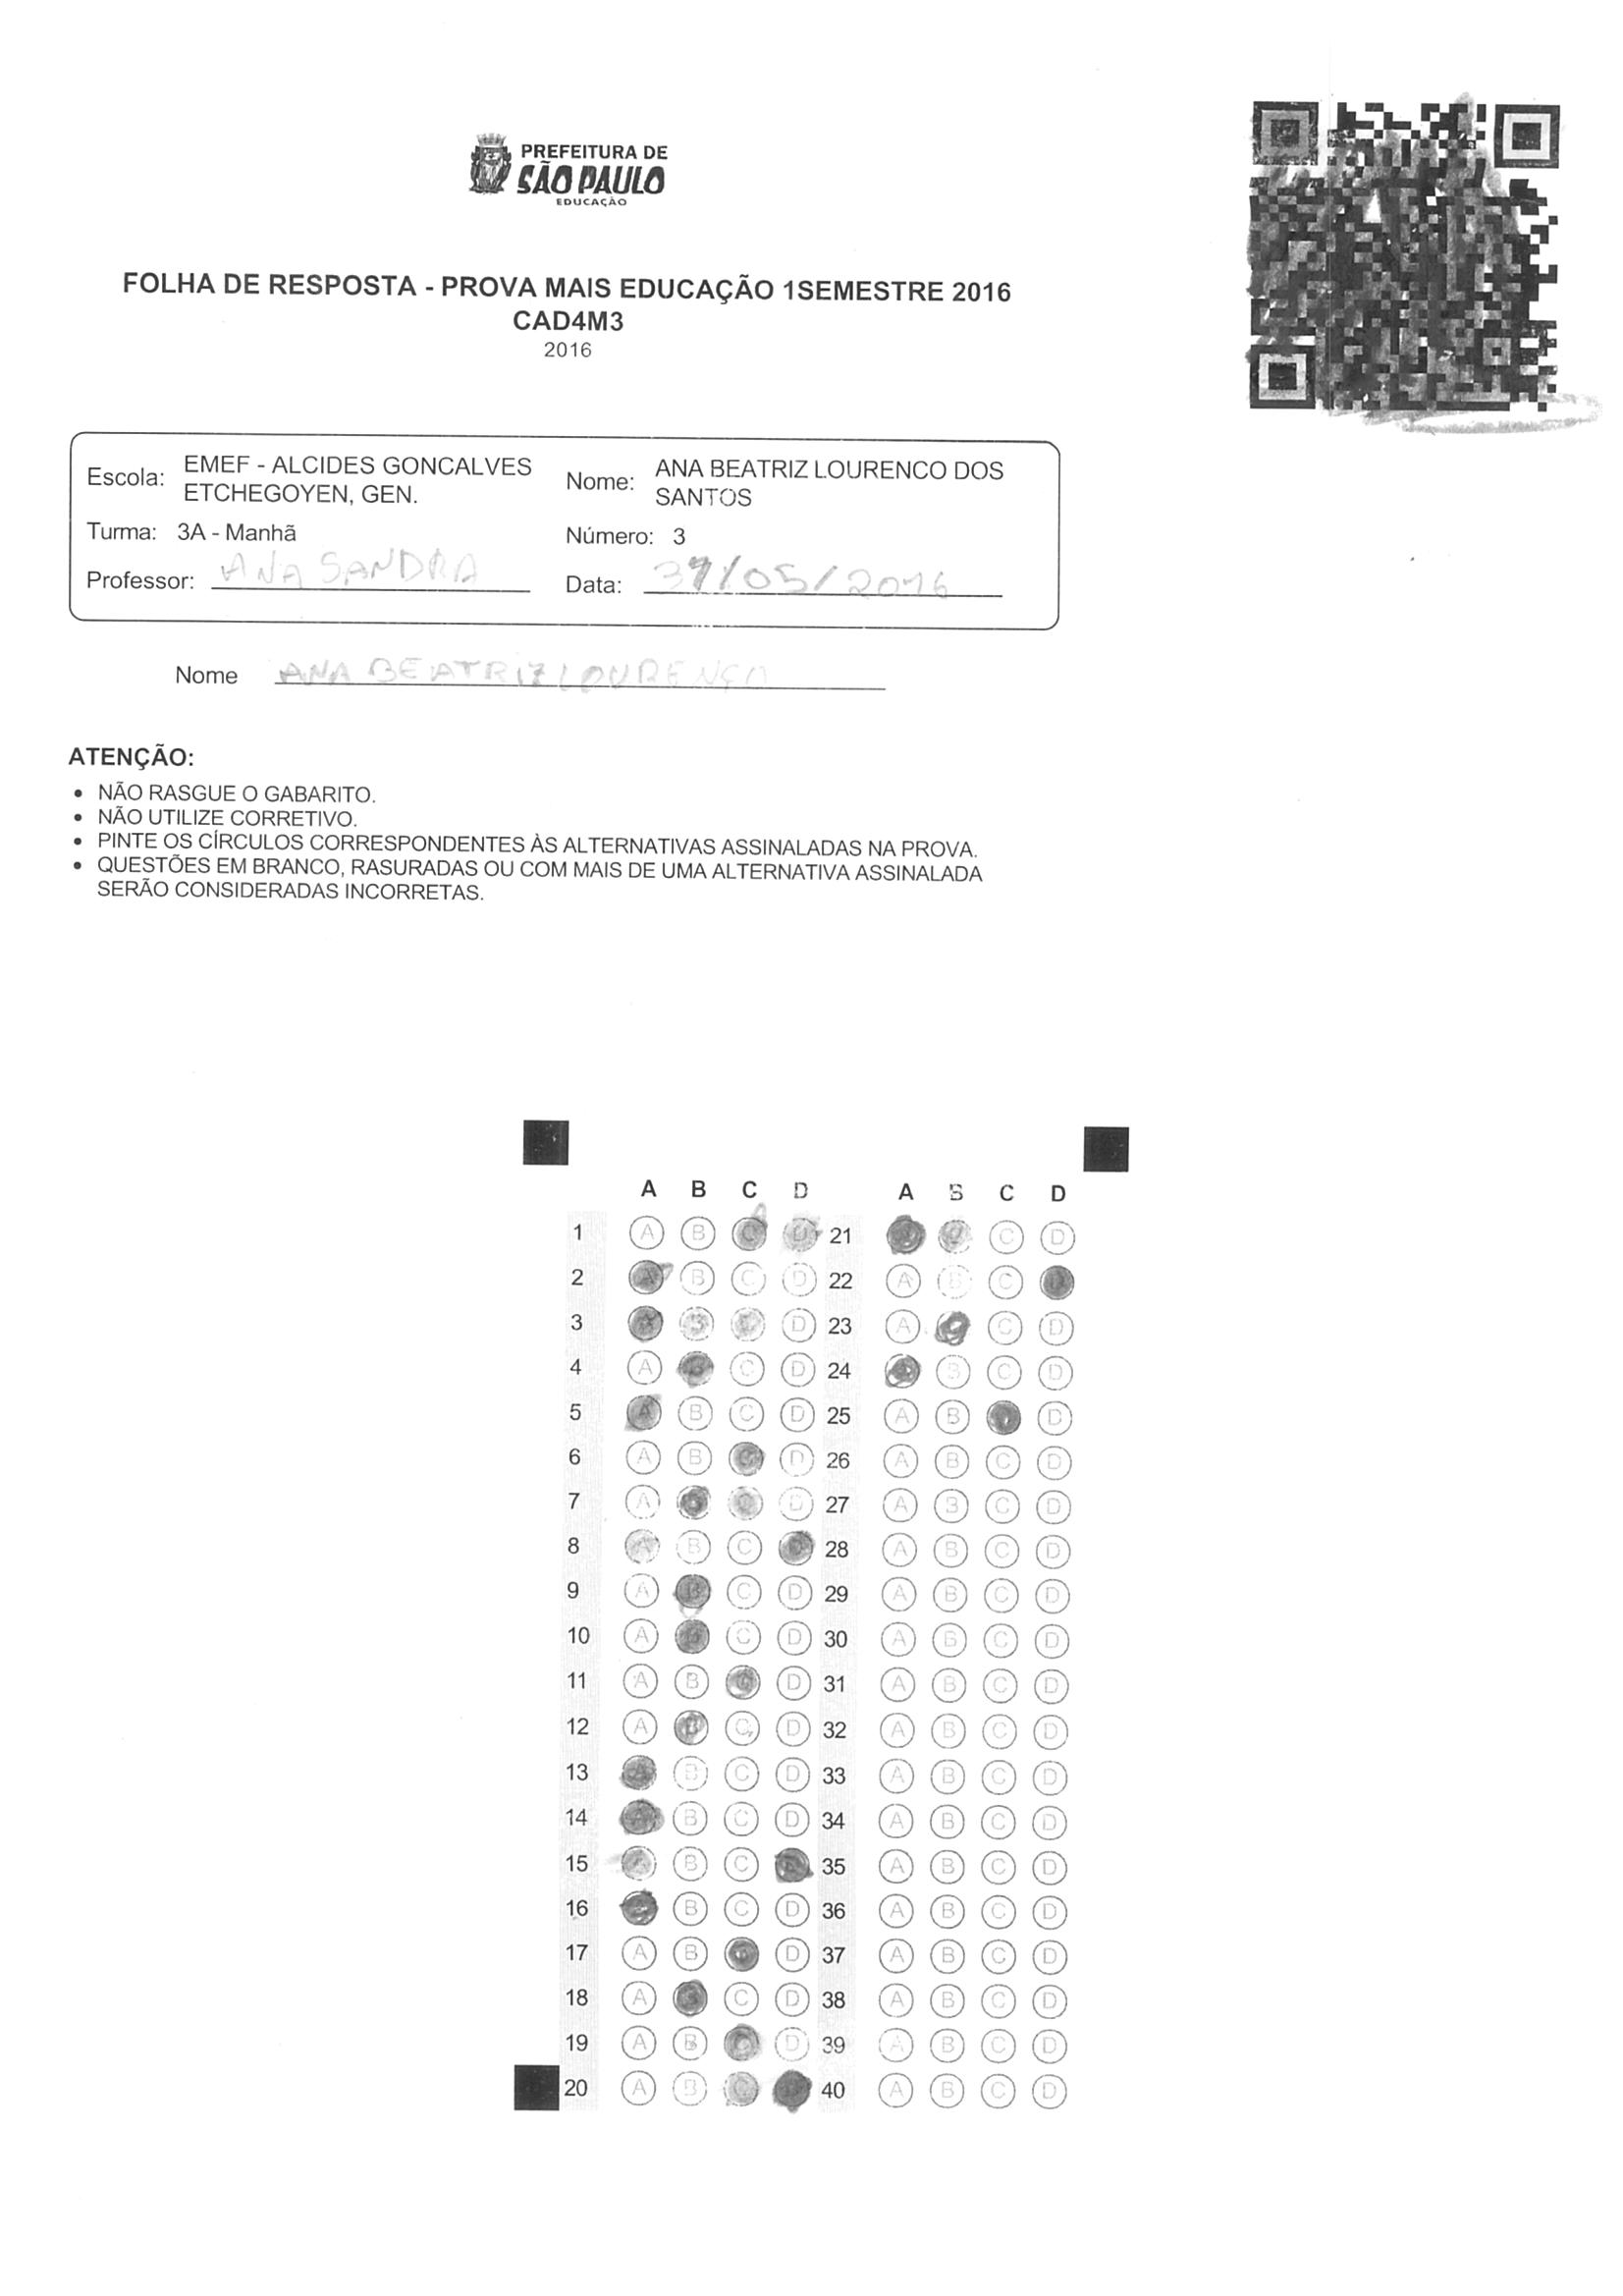 PREFEITURA DE
SÃO PAULO
EDUCAÇÃO
FOLHA DE RESPOSTA - PROVA MAIS EDUCAÇÃO 1SEMESTRE 2016
CAD4M3
2016
Escola: EMEF - ALCIDES GONCALVES ETCHEGOYEN, GEN.
Nome: ANA BEATRIZ LOURENCO DOS SANTOS
Turma: 3A - Manhã
Número: 3
Professor: ANA SANDRA
Data: 31/05/2016
Nome ANA BEATRIZ LOURENÇO
ATENÇÃO:
• NÃO RASGUE O GABARITO.
• NÃO UTILIZE CORRETIVO.
• PINTE OS CÍRCULOS CORRESPONDENTES ÀS ALTERNATIVAS ASSINALADAS NA PROVA.
• QUESTÕES EM BRANCO, RASURADAS OU COM MAIS DE UMA ALTERNATIVA ASSINALADA
SERÃO CONSIDERADAS INCORRETAS.
A B C D A B C D
1 A B C D 21 A B C D
2 A B C D 22 A B C D
3 A B C D 23 A B C D
4 A B C D 24 A B C D
5 A B C D 25 A B C D
6 A B C D 26 A B C D
7 A B C D 27 A B C D
8 A B C D 28 A B C D
9 A B C D 29 A B C D
10 A B C D 30 A B C D
11 A B C D 31 A B C D
12 A B C D 32 A B C D
13 A B C D 33 A B C D
14 A B C D 34 A B C D
15 A B C D 35 A B C D
16 A B C D 36 A B C D
17 A B C D 37 A B C D
18 A B C D 38 A B C D
19 A B C D 39 A B C D
20 A B C D 40 A B C D